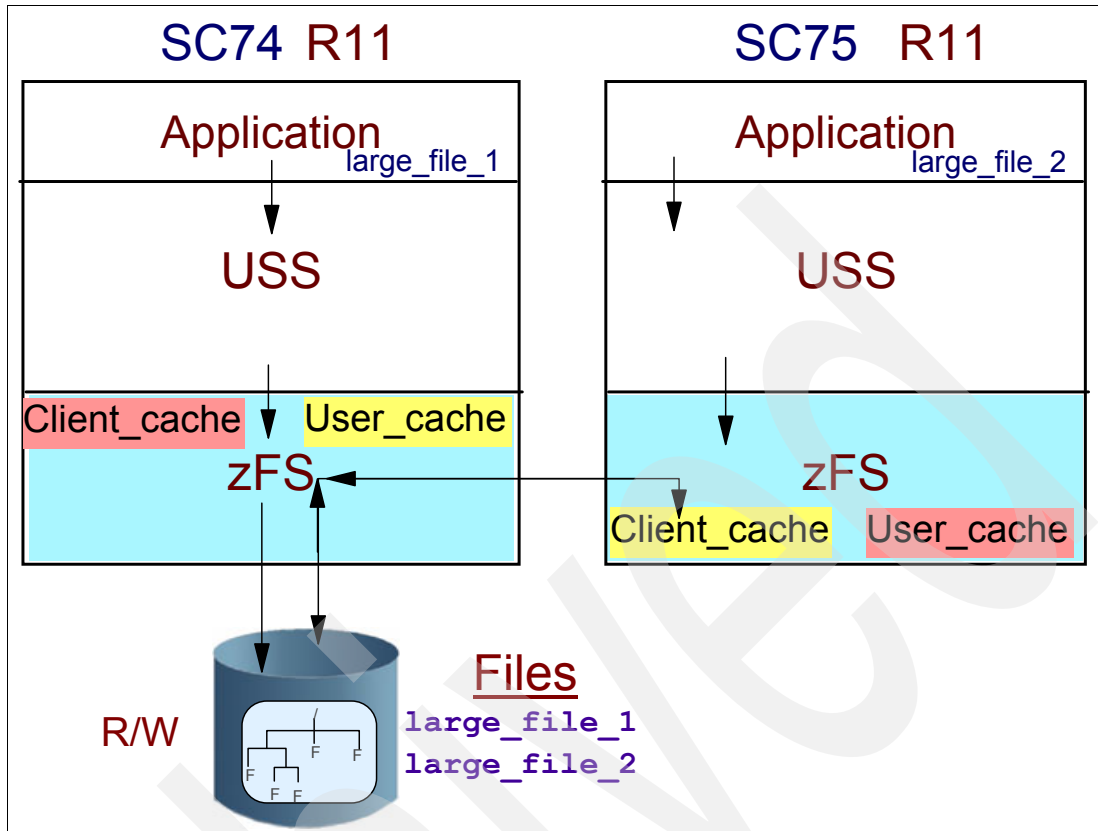 SC74 R11
SC75 R11
Application
large_file_1
Application
large_file_2
USS
USS
Client_cache
User_cache
zFS
zFS
Client_cache
User_cache
Files
R/W
large_file_1
large_file_2
/
F
F
F
F
F